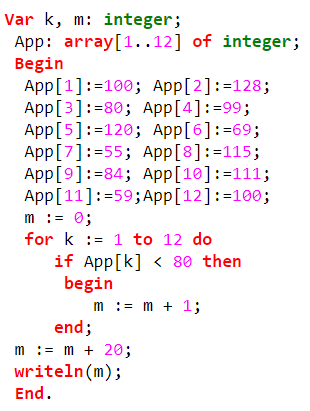 Var k, m: integer;
App: array[1..12] of integer;
Begin
App[1]:=100; App[2]:=128;
App[3]:=80; App[4]:=99;
App[5]:=120; App[6]:=69;
App[7]:=55; App[8]:=115;
App[9]:=84; App[10]:=111;
App[11]:=59;App[12]:=100;
m := 0;
for k := 1 to 12 do
if App[k] < 80 then
begin
m := m + 1;
end;
m := m + 20;
writeln(m);
End.